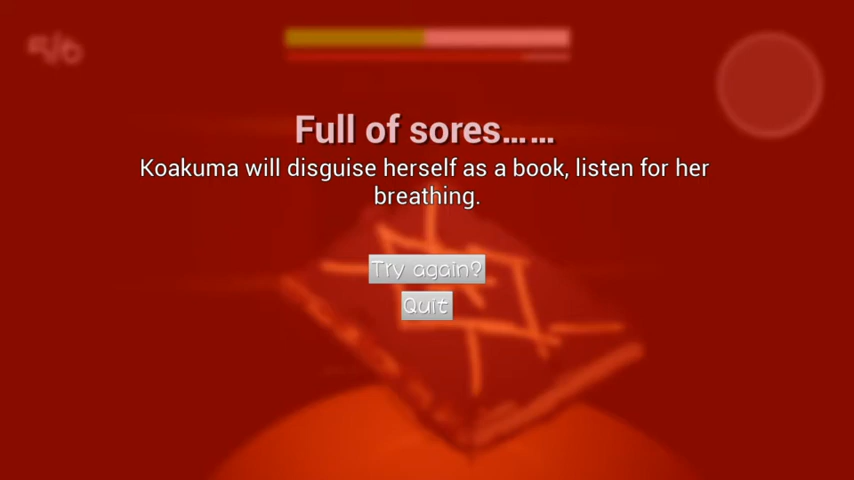 Full of sores……
Koakuma will disguise herself as a book, listen for her
breathing.
Try again?
Quit